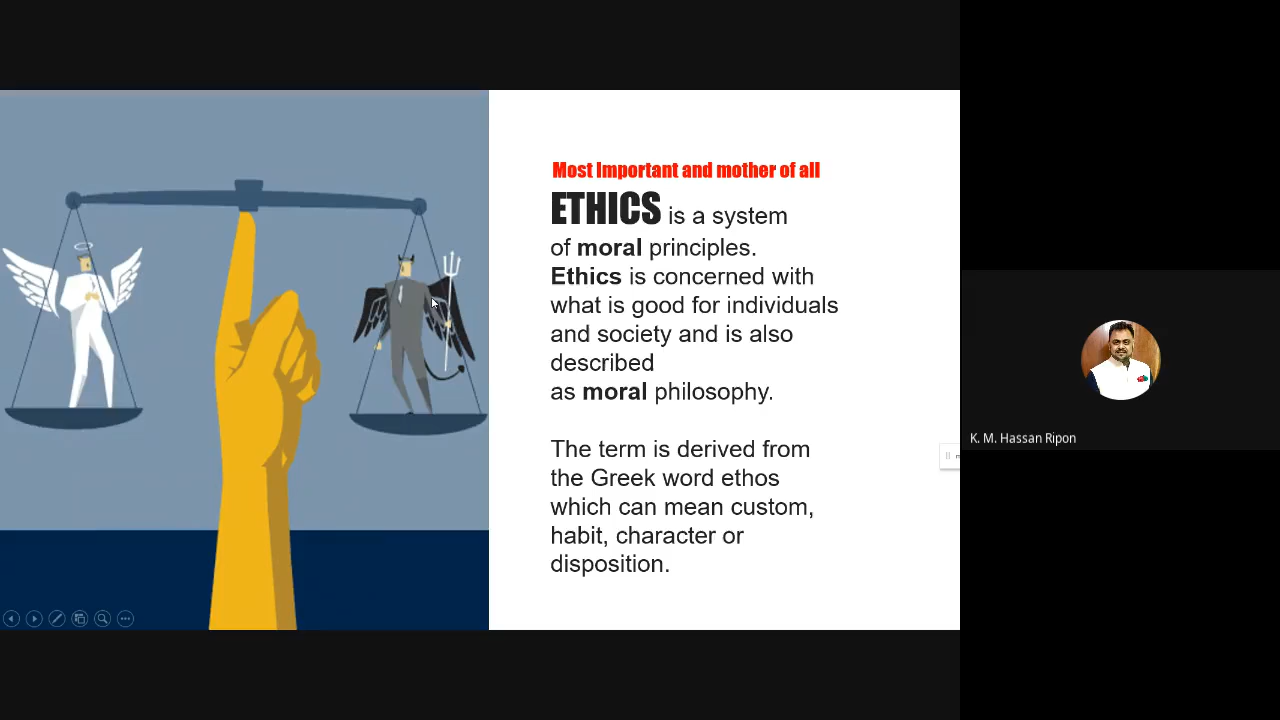 Most Important and mother of all
ETHICS is a system
of moral principles.
Ethics is concerned with
what is good for individuals
and society and is also
described
as moral philosophy.
The term is derived from
the Greek word ethos
which can mean custom,
habit, character or
disposition.
K. M. Hassan Ripon